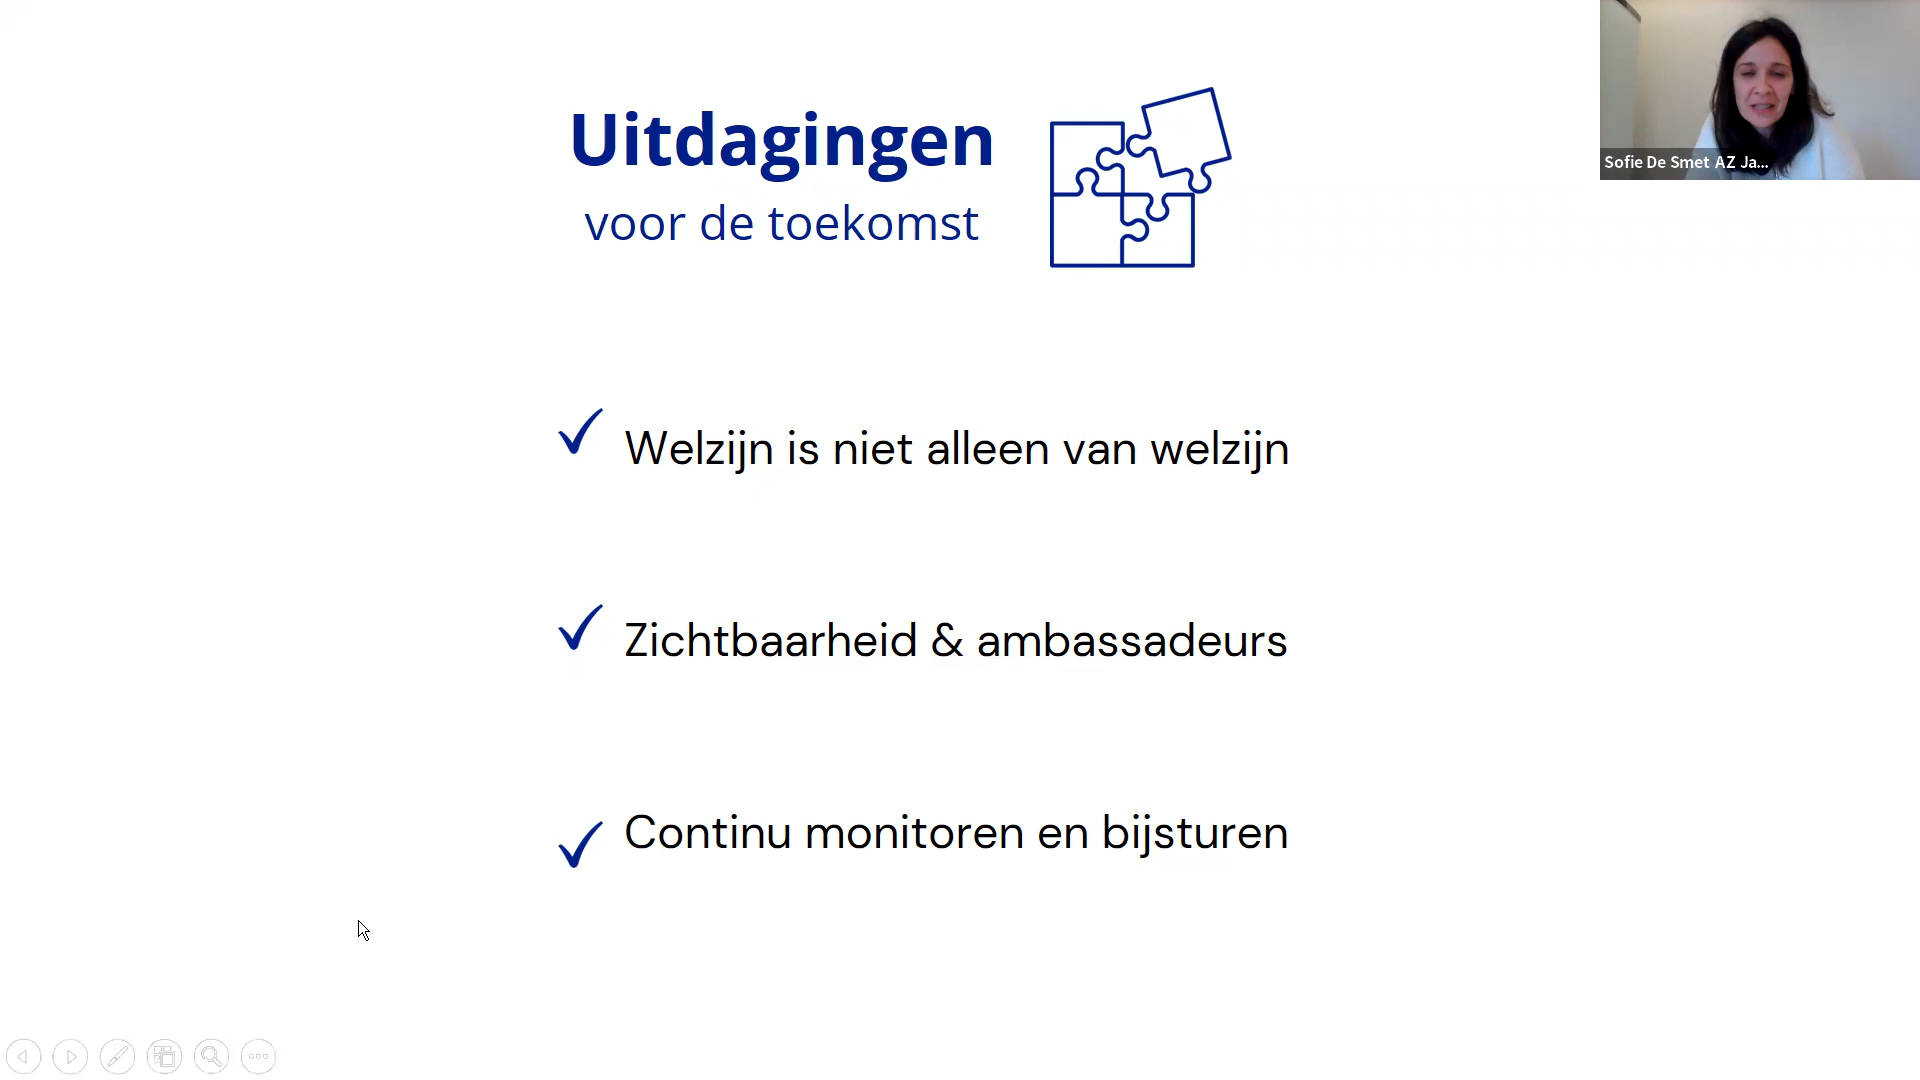 Uitdagingen
voor de toekomst
Sofie De Smet AZ Ja...
Welzijn is niet alleen van welzijn
Zichtbaarheid & ambassadeurs
Continu monitoren en bijsturen